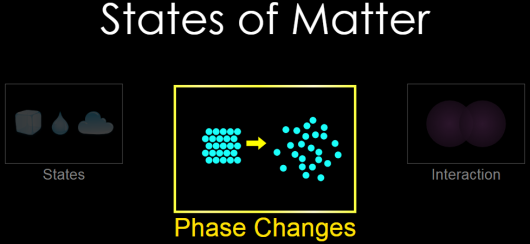 States of Matter
States
Phase Changes
Interaction